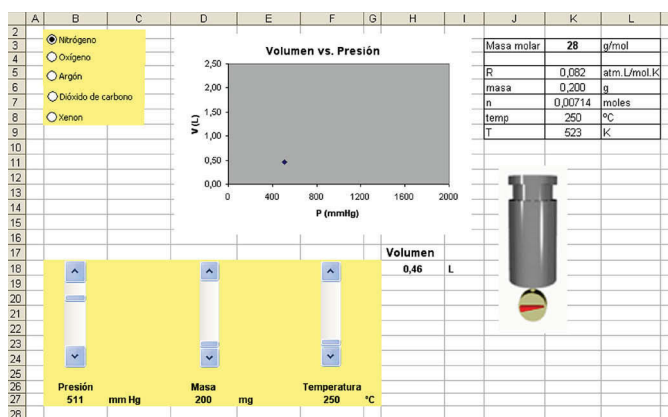 A B C D E F G H I J K L
2
3 Nitrógeno Volumen vs. Presión Masa molar 28 g/mol
4 Oxígeno
5 Argón 2,50 R 0,082 atm.L/mol.K
6 2,00 masa 0,200 g
7 Dióxido de carbono 1,50 n 0,00714 moles
8 Xenon V (L) 1,00 temp 250 ºC
9 T 523 K
10 0,50
11
12 0,00
13 0 400 800 1200 1600 2000
14 P (mmHg)
15
16
17 Volumen
18 0,46 L
19
20
21
22
23
24
25
26 Presión Masa Temperatura
27 511 mm Hg 200 mg 250 ºC
28